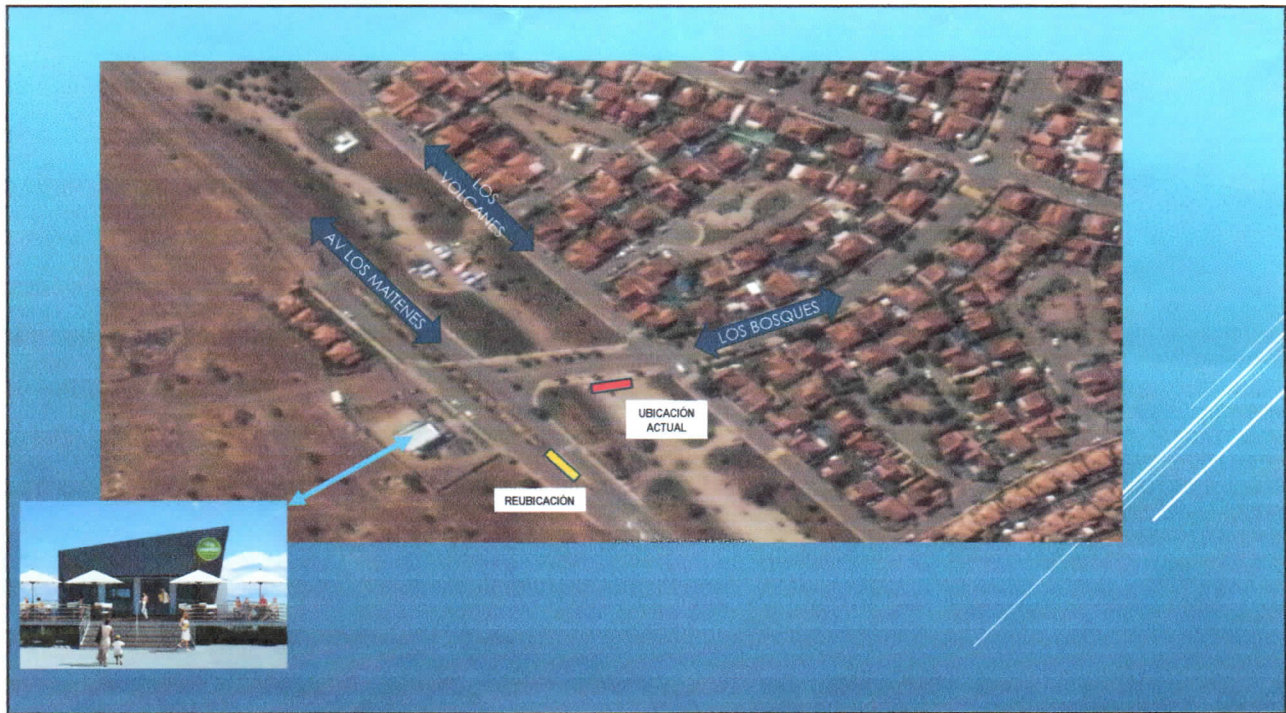 LOS
VOLCANES
AV LOS MAITENES
LOS BOSQUES
UBICACIÓN
ACTUAL
REUBICACIÓN